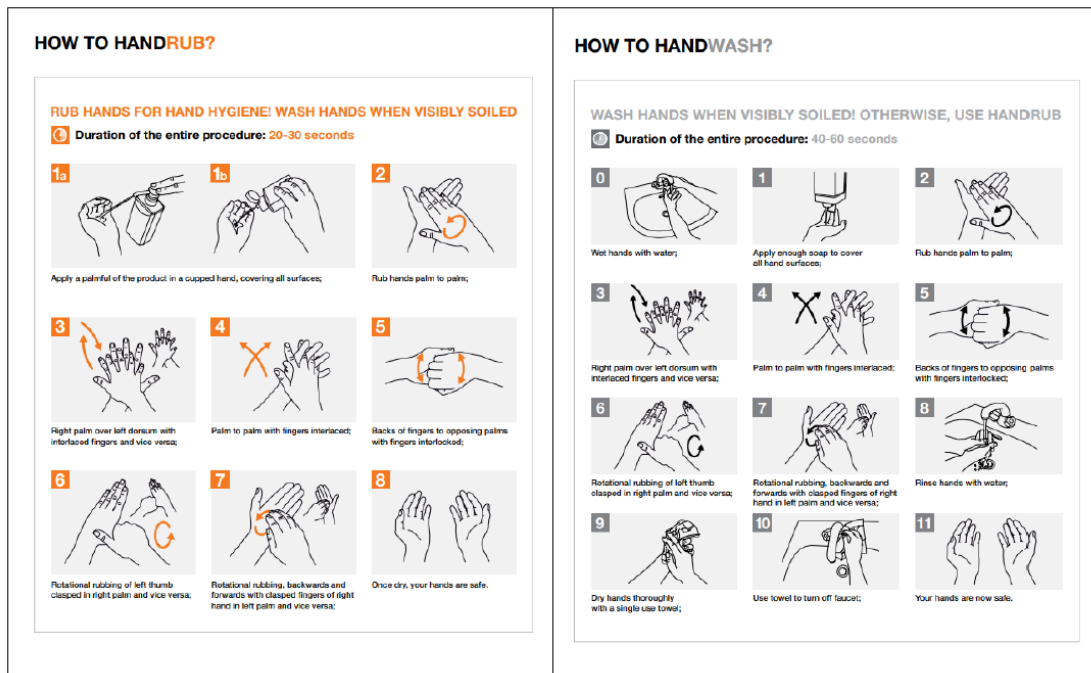 HOW TO HANDRUB?
RUB HANDS FOR HAND HYGIENE! WASH HANDS WHEN VISIBLY SOILED
Duration of the entire procedure: 20-30 seconds
1a
1b
2
Apply a palmful of the product in a cupped hand, covering all surfaces;
Rub hands palm to palm;
3
4
5
Right palm over left dorsum with
interlaced fingers and vice versa;
Palm to palm with fingers interlaced;
Backs of fingers to opposing palms
with fingers interlocked;
6
7
8
Rotational rubbing of left thumb
clasped in right palm and vice versa;
Rotational rubbing, backwards and
forwards with clasped fingers of right
hand in left palm and vice versa;
Once dry, your hands are safe.
HOW TO HANDWASH?
WASH HANDS WHEN VISIBLY SOILED! OTHERWISE, USE HANDRUB
Duration of the entire procedure: 40-60 seconds
0
1
2
Wet hands with water;
Apply enough soap to cover
all hand surfaces;
Rub hands palm to palm;
3
4
5
Right palm over left dorsum with
interlaced fingers and vice versa;
Palm to palm with fingers interlaced;
Backs of fingers to opposing palms
with fingers interlocked;
6
7
8
Rotational rubbing of left thumb
clasped in right palm and vice versa;
Rotational rubbing, backwards and
forwards with clasped fingers of right
hand in left palm and vice versa;
Rinse hands with water;
9
10
11
Dry hands thoroughly
with a single use towel;
Use towel to turn off faucet;
Your hands are now safe.